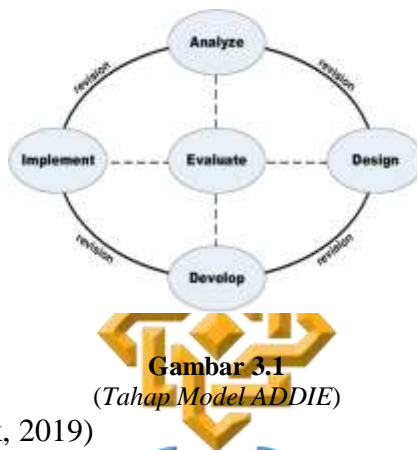 Analyze
revision
revision
Implement
Evaluate
Design
revision
revision
Develop
Gambar 3.1
(Tahap Model ADDIE)
, 2019)